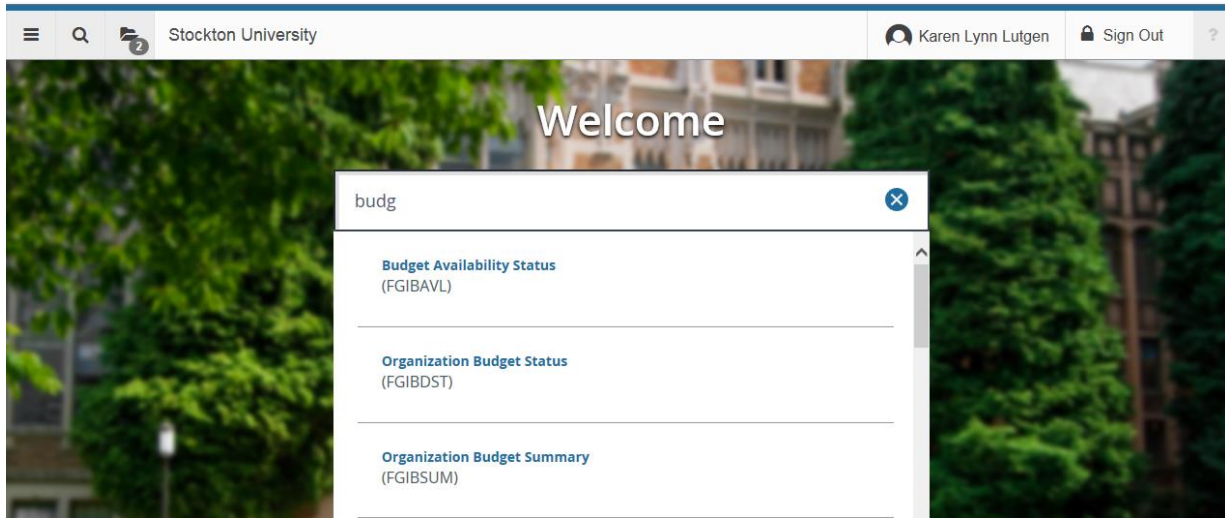 2
Stockton University
Karen Lynn Lutgen
Sign Out
?
Welcome
budg
Budget Availability Status
(FGIBAVL)
Organization Budget Status
(FGIBDST)
Organization Budget Summary
(FGIBSUM)